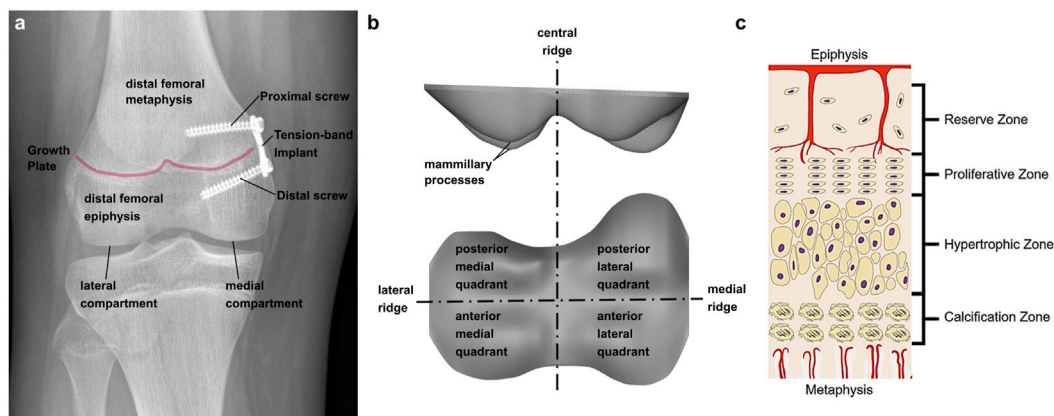 a
distal femoral
metaphysis
Proximal screw
Tension-band
Implant
Growth
Plate
distal femoral
epiphysis
Distal screw
lateral
compartment
medial
compartment
b
central
ridge
mammillary
processes
posterior
medial
quadrant
posterior
lateral
quadrant
lateral
ridge
medial
ridge
anterior
medial
quadrant
anterior
lateral
quadrant
c
Epiphysis
Reserve Zone
Proliferative Zone
Hypertrophic Zone
Calcification Zone
Metaphysis